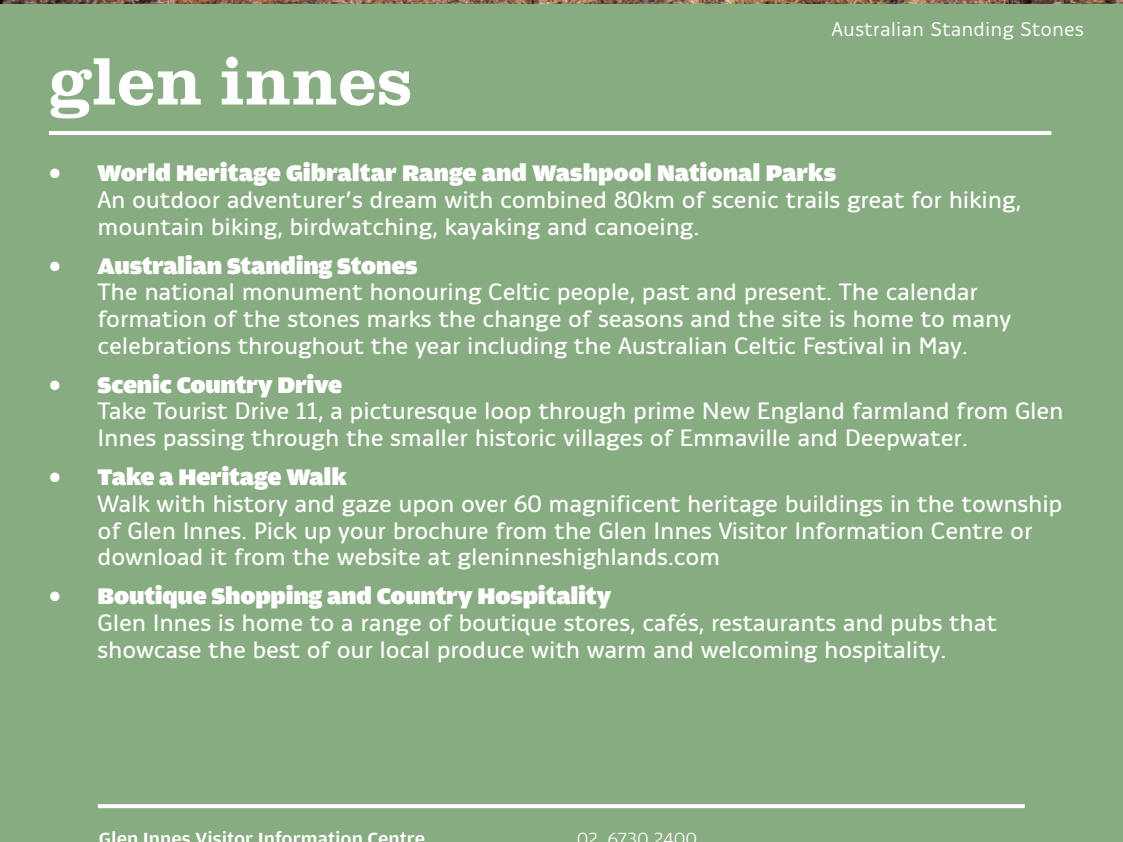 Australian Standing Stones
glen innes
• World Heritage Gibraltar Range and Washpool National Parks
An outdoor adventurer's dream with combined 80km of scenic trails great for hiking,
mountain biking, birdwatching, kayaking and canoeing.
• Australian Standing Stones
The national monument honouring Celtic people, past and present. The calendar
formation of the stones marks the change of seasons and the site is home to many
celebrations throughout the year including the Australian Celtic Festival in May.
• Scenic Country Drive
Take Tourist Drive 11, a picturesque loop through prime New England farmland from Glen
Innes passing through the smaller historic villages of Emmaville and Deepwater.
• Take a Heritage Walk
Walk with history and gaze upon over 60 magnificent heritage buildings in the township
of Glen Innes. Pick up your brochure from the Glen Innes Visitor Information Centre or
download it from the website at gleninneshighlands.com
• Boutique Shopping and Country Hospitality
Glen Innes is home to a range of boutique stores, cafés, restaurants and pubs that
showcase the best of our local produce with warm and welcoming hospitality.
Glen Innes Visitor Information Centre 02 6730 2400